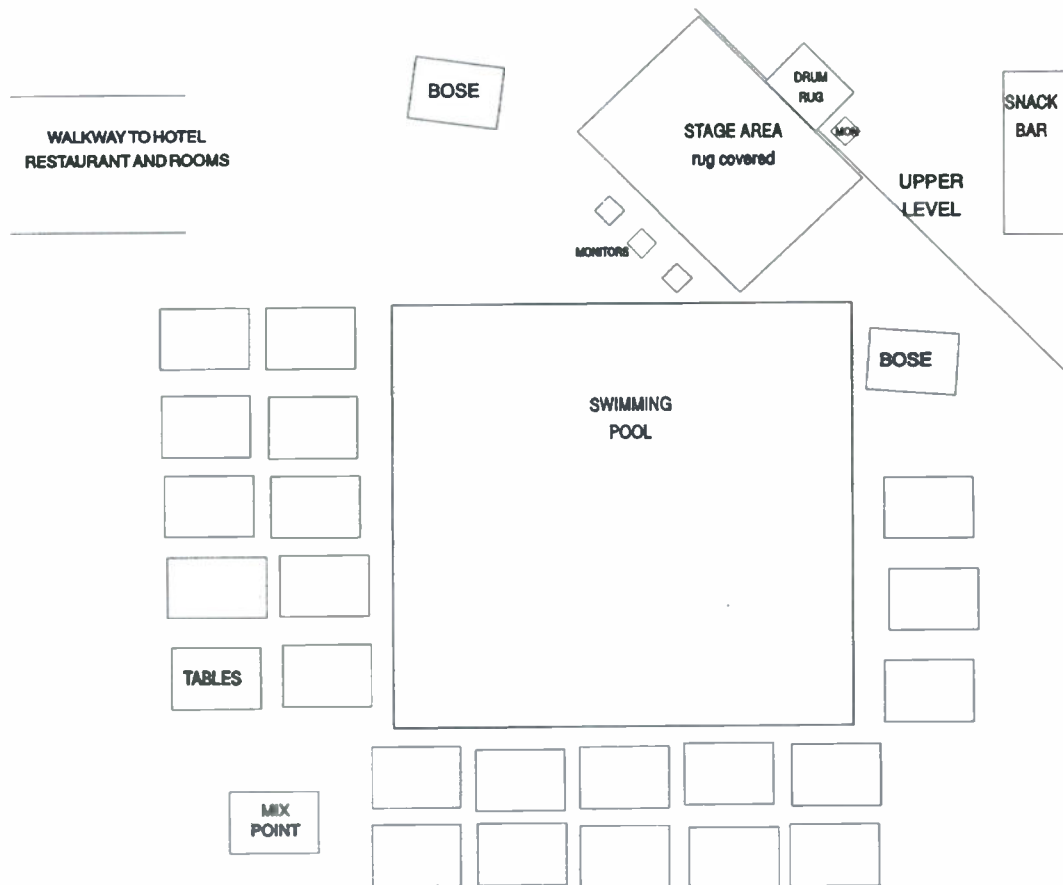 BOSE
WALKWAY TO HOTEL
RESTAURANT AND ROOMS
STAGE AREA
rug covered
DRUM
RUG
MON
SNACK
BAR
UPPER
LEVEL
MONITORS
BOSE
SWIMMING
POOL
TABLES
MIX
POINT